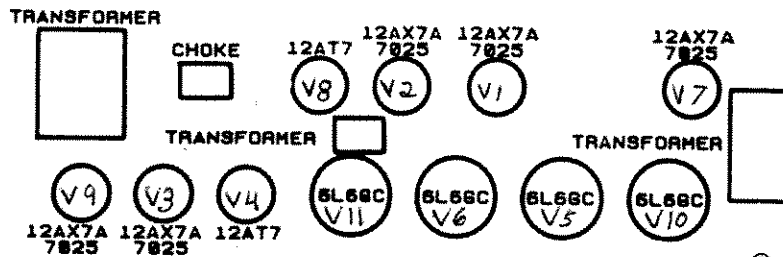 TRANSFORMER
CHOKE
12AT7
12AX7A
7025
12AX7A
7025
12AX7A
7025
V8
V2
V1
V7
TRANSFORMER
TRANSFORMER
V9
V3
V4
6L6GC
V11
6L6GC
V6
6L6GC
V5
6L6GC
V10
12AX7A
7025
12AX7A
7025
12AT7